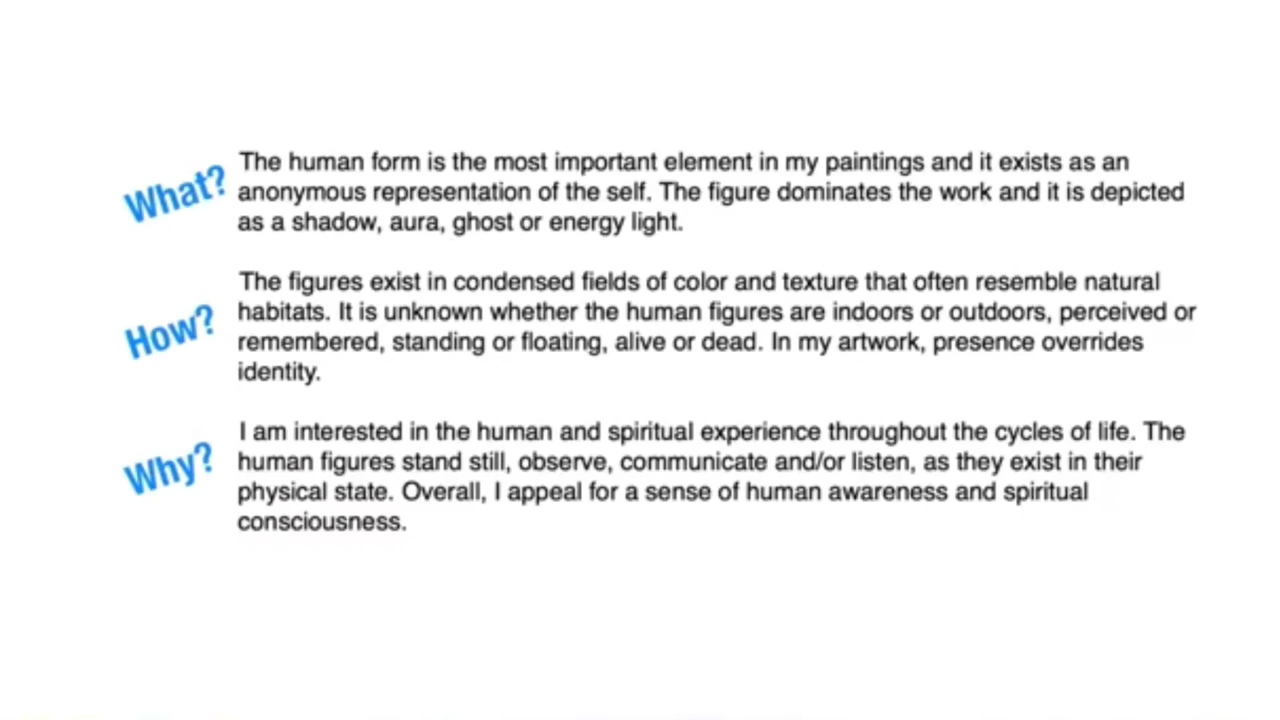 What?
The human form is the most important element in my paintings and it exists as an
anonymous representation of the self. The figure dominates the work and it is depicted
as a shadow, aura, ghost or energy light.
How?
The figures exist in condensed fields of color and texture that often resemble natural
habitats. It is unknown whether the human figures are indoors or outdoors, perceived or
remembered, standing or floating, alive or dead. In my artwork, presence overrides
identity.
Why?
I am interested in the human and spiritual experience throughout the cycles of life. The
human figures stand still, observe, communicate and/or listen, as they exist in their
physical state. Overall, I appeal for a sense of human awareness and spiritual
consciousness.